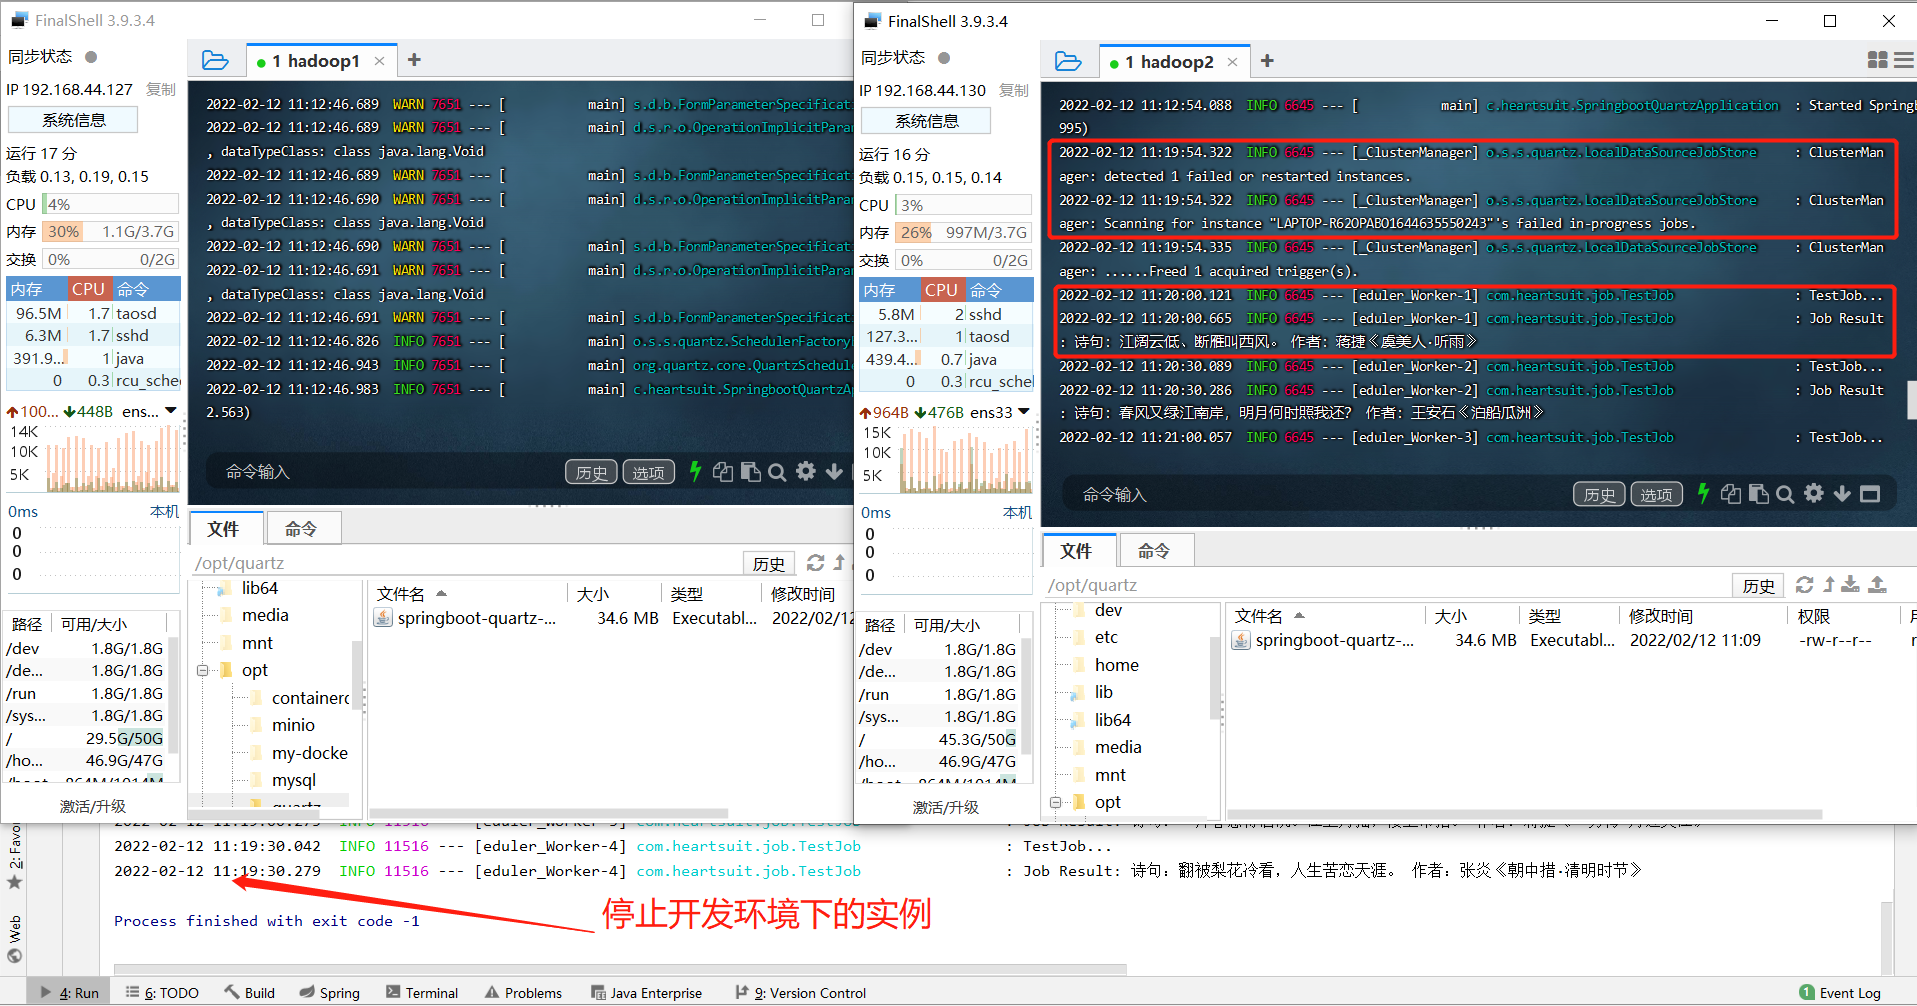 FinalShell 3.9.3.4
同步状态
IP 192.168.44.127 复制
系统信息
运行 17 分
负载 0.13, 0.19, 0.15
CPU 4%
内存 30% 1.1G/3.7G
交换 0% 0/2G
内存 CPU 命令
96.5M 1.7 taosd
6.3M 1.7 sshd
391.9... 1 java
0 0.3 rcu_sche
100... 448B ens...
14K
10K
5K
0ms 本机
0
0
0
路径 可用/大小
/dev 1.8G/1.8G
/de... 1.8G/1.8G
/run 1.8G/1.8G
/sys... 1.8G/1.8G
/ 29.5G/50G
/ho... 46.9G/47G
/boot 864M/1014M
激活/升级
1 hadoop1
2022-02-12 11:12:46.689 WARN 7651 --- [ main] s.d.b.FormParameterSpecificati
2022-02-12 11:12:46.689 WARN 7651 --- [ main] d.s.r.o.OperationImplicitPara
, dataTypeClass: class java.lang.Void
2022-02-12 11:12:46.689 WARN 7651 --- [ main] s.d.b.FormParameterSpecificati
2022-02-12 11:12:46.690 WARN 7651 --- [ main] d.s.r.o.OperationImplicitPara
, dataTypeClass: class java.lang.Void
2022-02-12 11:12:46.690 WARN 7651 --- [ main] s.d.b.FormParameterSpecificati
2022-02-12 11:12:46.691 WARN 7651 --- [ main] d.s.r.o.OperationImplicitPara
, dataTypeClass: class java.lang.Void
2022-02-12 11:12:46.691 WARN 7651 --- [ main] s.d.b.FormParameterSpecificati
2022-02-12 11:12:46.826 INFO 7651 --- [ main] o.s.s.quartz.SchedulerFactory
2022-02-12 11:12:46.943 INFO 7651 --- [ main] org.quartz.core.QuartzSchedule
2022-02-12 11:12:46.983 INFO 7651 --- [ main] c.heartsuit.SpringbootQuartzAp
2.563)
命令输入 历史 选项
文件 命令
/opt/quartz 历史
lib64
media
mnt
opt
containerd
minio
my-docke
mysql
quartz
文件名 大小 类型 修改时间
springboot-quartz-... 34.6 MB Executabl... 2022/02/12
FinalShell 3.9.3.4
同步状态
IP 192.168.44.130 复制
系统信息
运行 16 分
负载 0.15, 0.15, 0.14
CPU 3%
内存 26% 997M/3.7G
交换 0% 0/2G
内存 CPU 命令
5.8M 2 sshd
127.3... 1 taosd
439.4... 0.7 java
0 0.3 rcu_sche
964B 476B ens33
15K
10K
5K
0ms 本机
0
0
0
路径 可用/大小
/dev 1.8G/1.8G
/de... 1.8G/1.8G
/run 1.8G/1.8G
/sys... 1.8G/1.8G
/ 45.3G/50G
/ho... 46.9G/47G
/boot 864M/1014M
激活/升级
1 hadoop2
2022-02-12 11:12:54.088 INFO 6645 --- [ main] c.heartsuit.SpringbootQuartzApplication : Started Springb
995)
2022-02-12 11:19:54.322 INFO 6645 --- [_ClusterManager] o.s.s.quartz.LocalDataSourceJobStore : ClusterMan
ager: detected 1 failed or restarted instances.
2022-02-12 11:19:54.322 INFO 6645 --- [_ClusterManager] o.s.s.quartz.LocalDataSourceJobStore : ClusterMan
ager: Scanning for instance "LAPTOP-R62OPABO1644635550243"'s failed in-progress jobs.
2022-02-12 11:19:54.335 INFO 6645 --- [_ClusterManager] o.s.s.quartz.LocalDataSourceJobStore : ClusterMan
ager: ......Freed 1 acquired trigger(s).
2022-02-12 11:20:00.121 INFO 6645 --- [eduler_Worker-1] com.heartsuit.job.TestJob : TestJob...
2022-02-12 11:20:00.665 INFO 6645 --- [eduler_Worker-1] com.heartsuit.job.TestJob : Job Result
: 诗句: 江阔云低、断雁叫西风。 作者: 蒋捷《虞美人·听雨》
2022-02-12 11:20:30.089 INFO 6645 --- [eduler_Worker-2] com.heartsuit.job.TestJob : TestJob...
2022-02-12 11:20:30.286 INFO 6645 --- [eduler_Worker-2] com.heartsuit.job.TestJob : Job Result
: 诗句: 春风又绿江南岸，明月何时照我还？ 作者: 王安石《泊船瓜洲》
2022-02-12 11:21:00.057 INFO 6645 --- [eduler_Worker-3] com.heartsuit.job.TestJob : TestJob...
命令输入 历史 选项
文件 命令
/opt/quartz 历史
dev
etc
home
lib
lib64
media
mnt
opt
文件名 大小 类型 修改时间 权限
springboot-quartz-... 34.6 MB Executabl... 2022/02/12 11:09 -rw-r--r--
2022-02-12 11:19:30.042 INFO 11516 --- [eduler_Worker-4] com.heartsuit.job.TestJob : TestJob...
2022-02-12 11:19:30.279 INFO 11516 --- [eduler_Worker-4] com.heartsuit.job.TestJob : Job Result: 诗句: 翻被梨花冷看，人生苦恋天涯。 作者: 张炎《朝中措·清明时节》
停止开发环境下的实例
Process finished with exit code -1
2: Favor
Web
4: Run 6: TODO Build Spring Terminal Problems Java Enterprise 9: Version Control 1 Event Log